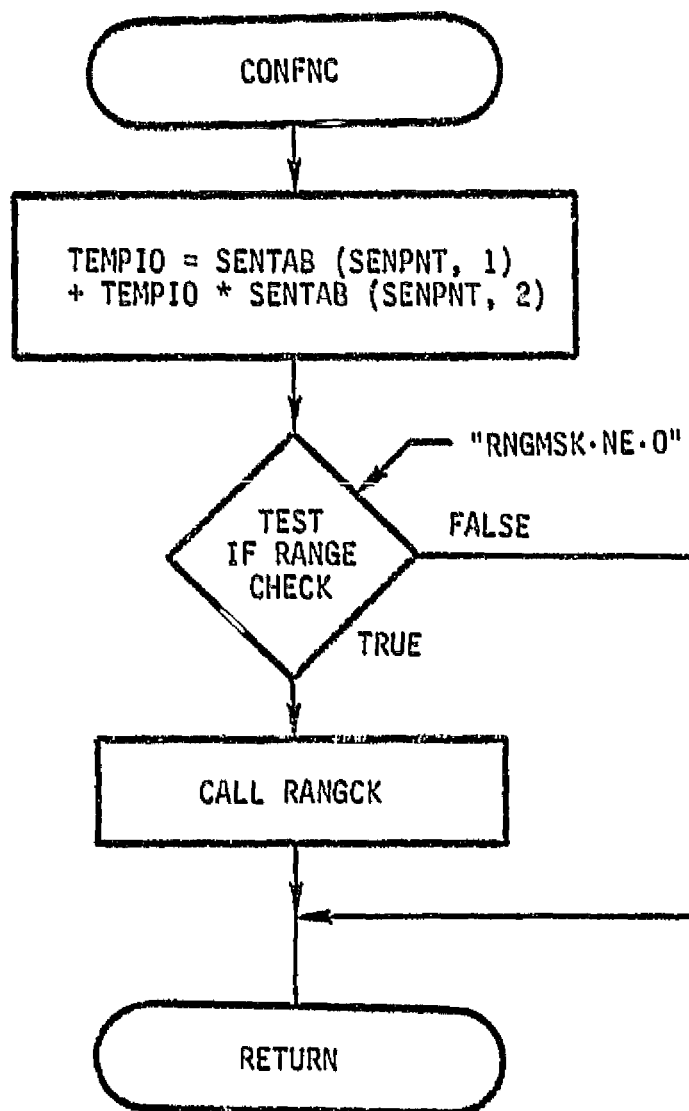 CONFNC
TEMPIO = SENTAB (SENPNT, 1)
+ TEMPIO * SENTAB (SENPNT, 2)
"RNGMSK·NE·0"
TEST
IF RANGE
CHECK
FALSE
TRUE
CALL RANGCK
RETURN